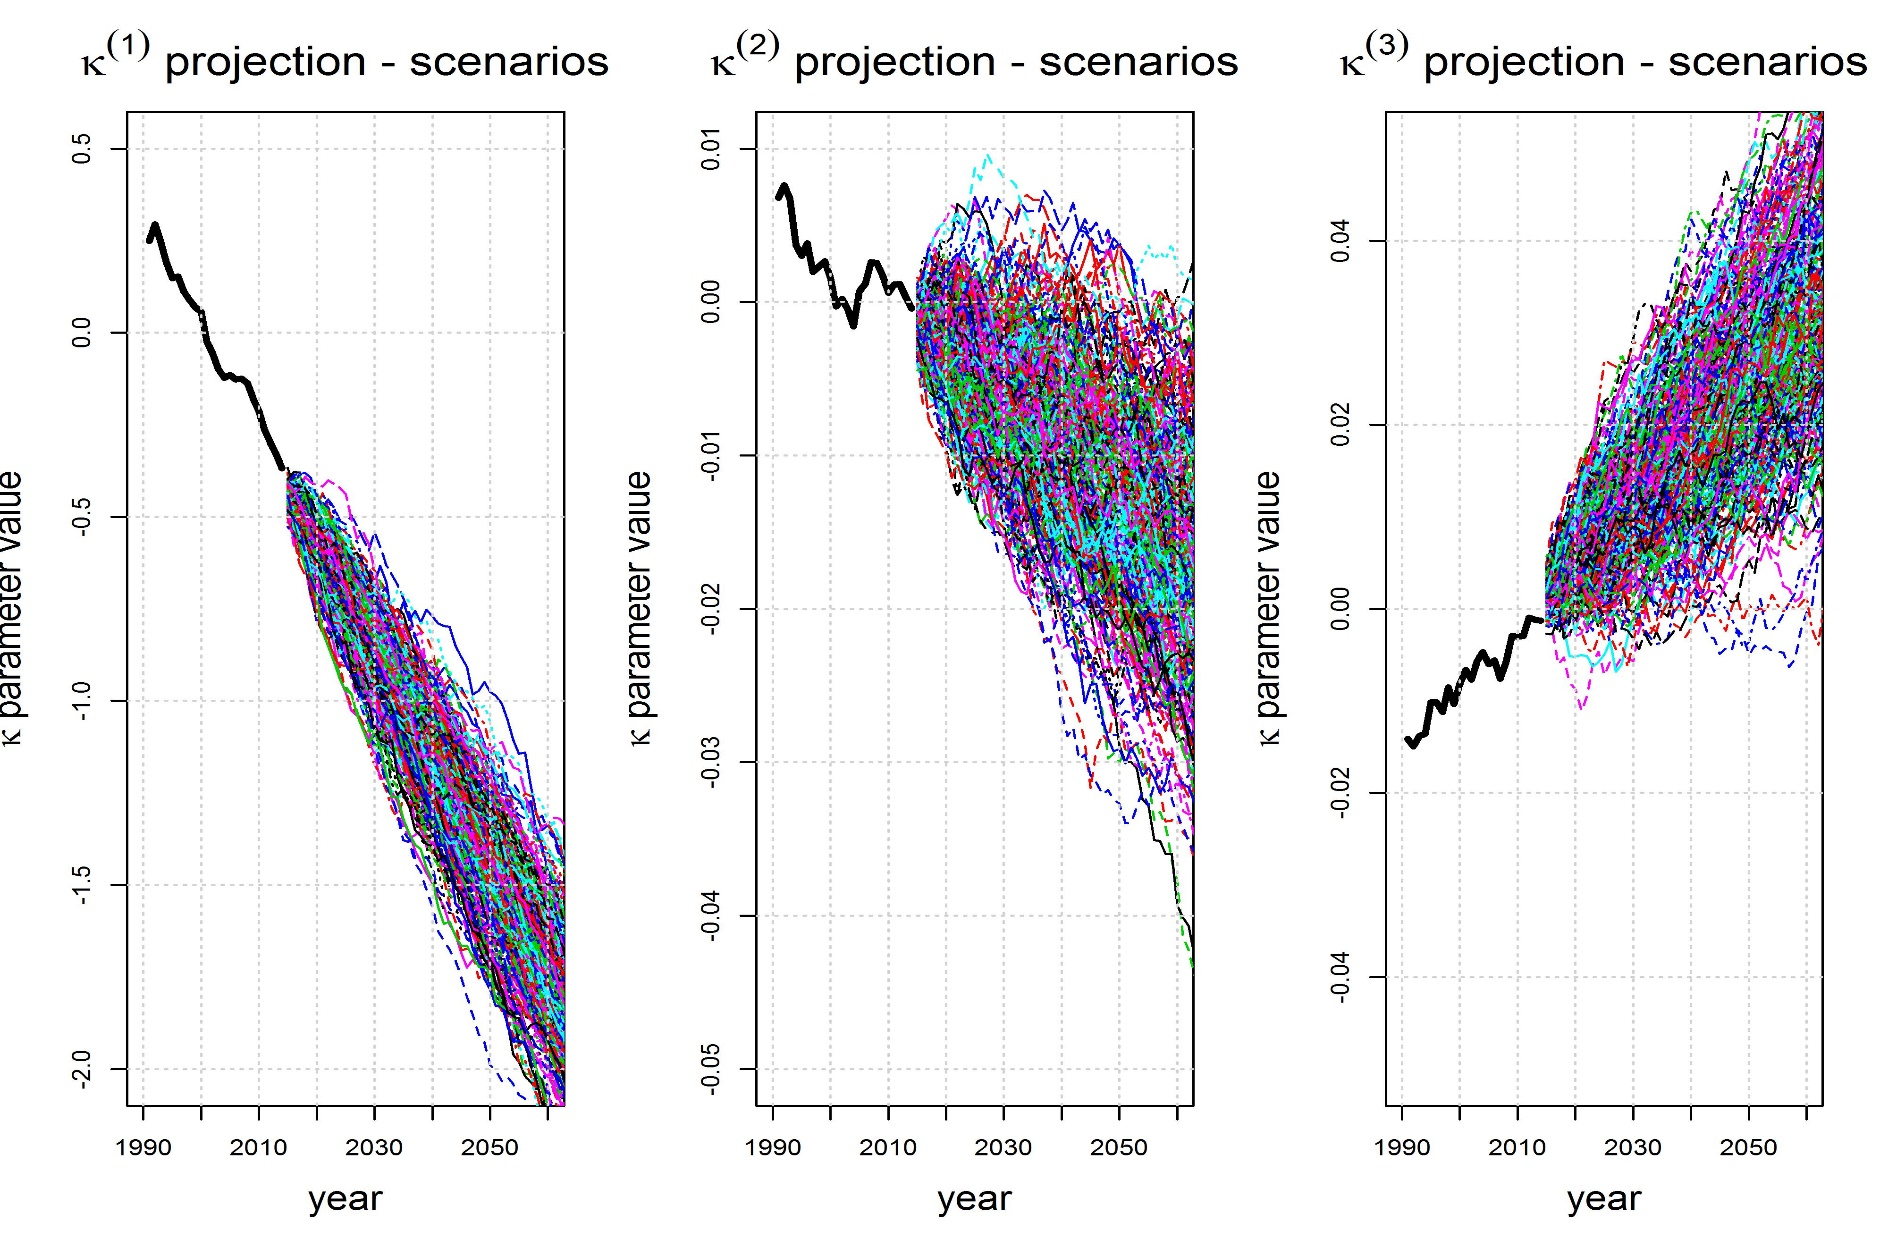 κ(1) projection - scenarios
κ parameter value
0.5
0.0
-0.5
-1.0
-1.5
-2.0
1990 2010 2030 2050
year
κ(2) projection - scenarios
κ parameter value
0.01
0.00
-0.01
-0.02
-0.03
-0.04
-0.05
1990 2010 2030 2050
year
κ(3) projection - scenarios
κ parameter value
0.04
0.02
0.00
-0.02
-0.04
1990 2010 2030 2050
year